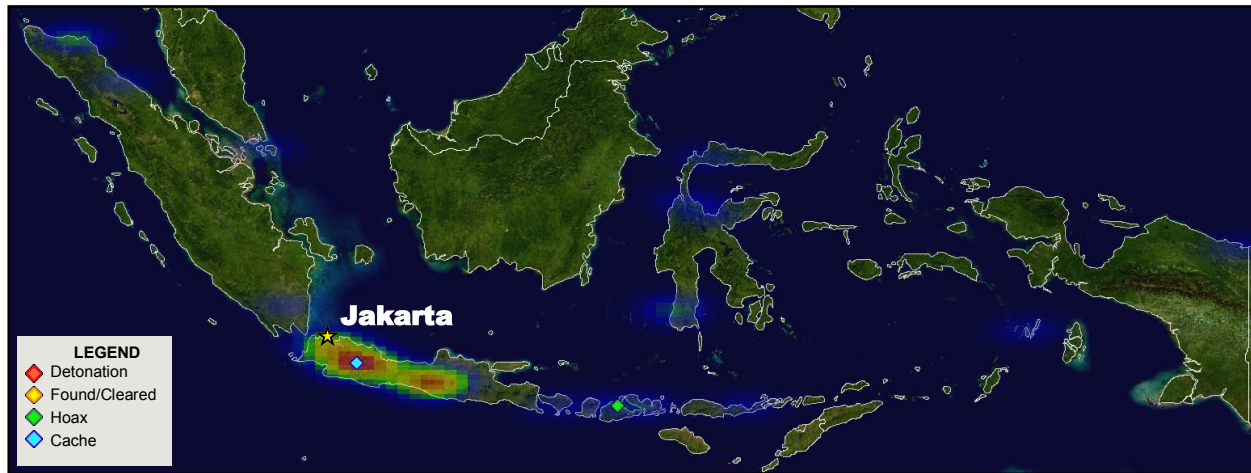 Jakarta
LEGEND
Detonation
Found/Cleared
Hoax
Cache